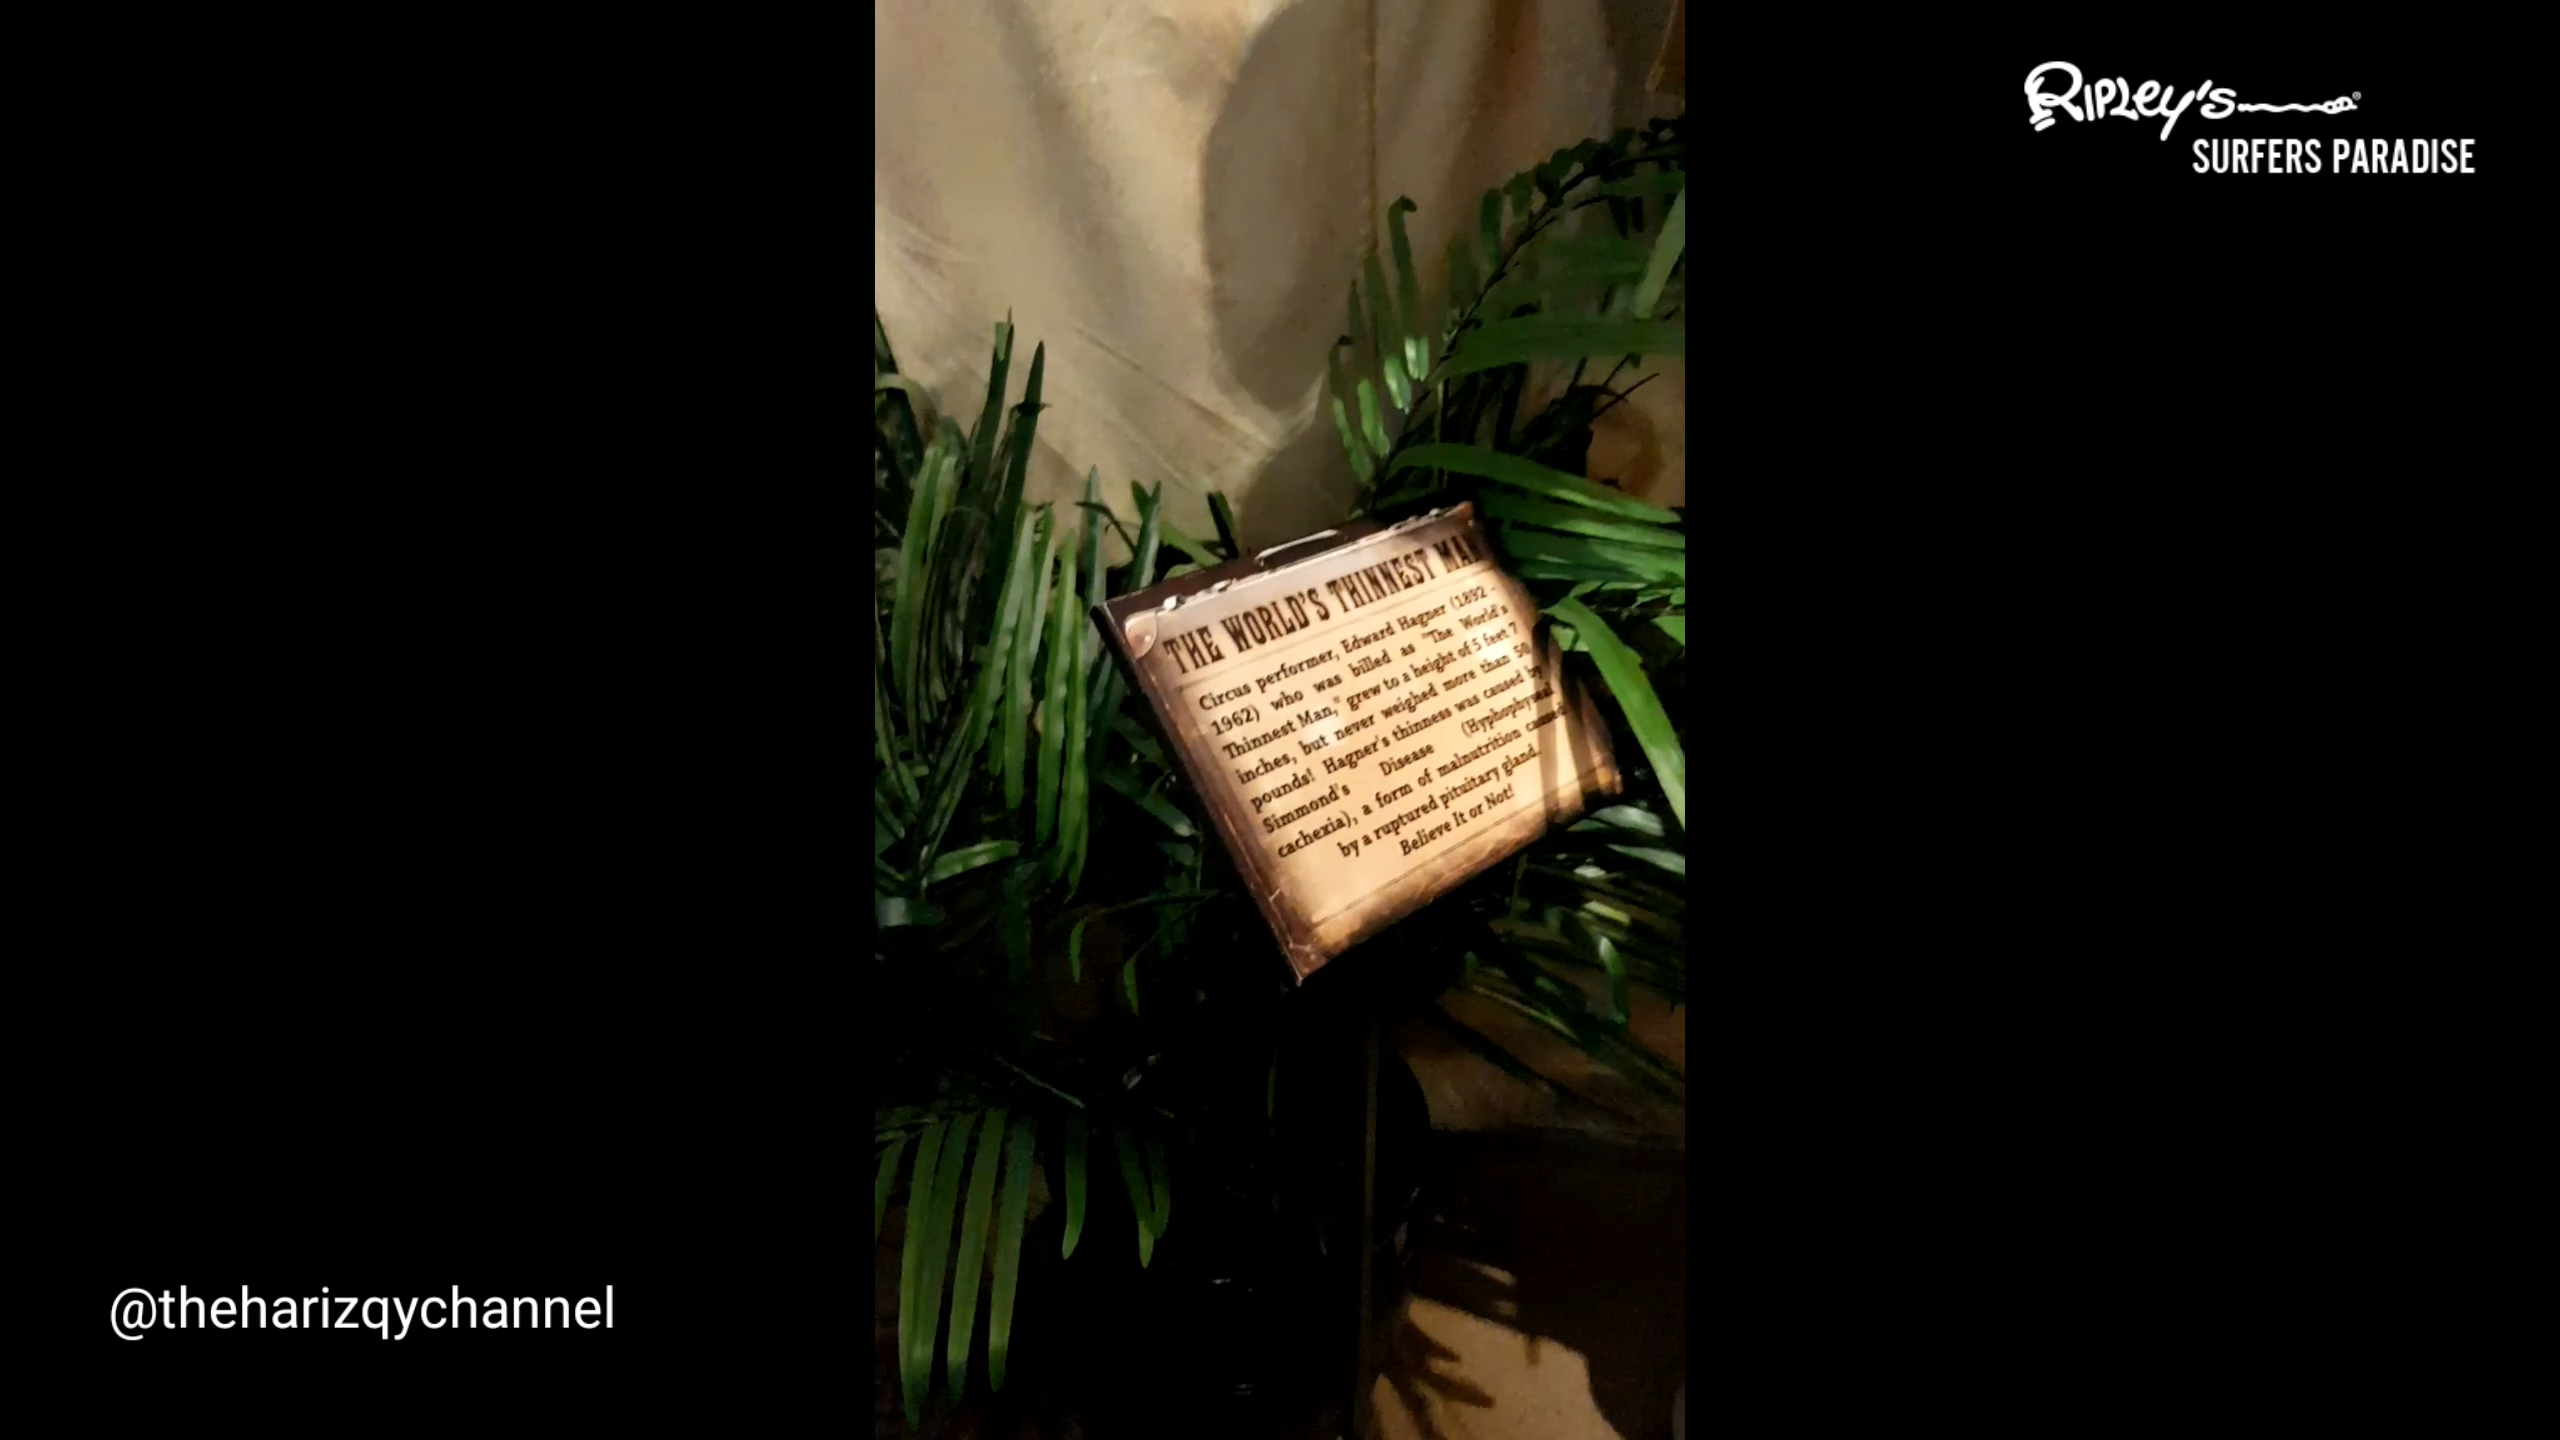 Ripley's
SURFERS PARADISE
THE WORLD'S THINNEST MAN
Circus performer, Edward Hagner (1892 -
1962) who was billed as "The World's
Thinnest Man," grew to a height of 5 feet 7
inches, but never weighed more than 50
pounds! Hagner's thinness was caused by
Simmond's Disease (Hyphophyseal
cachexia), a form of malnutrition caused
by a ruptured pituitary gland.
Believe It or Not!
@theharizqychannel